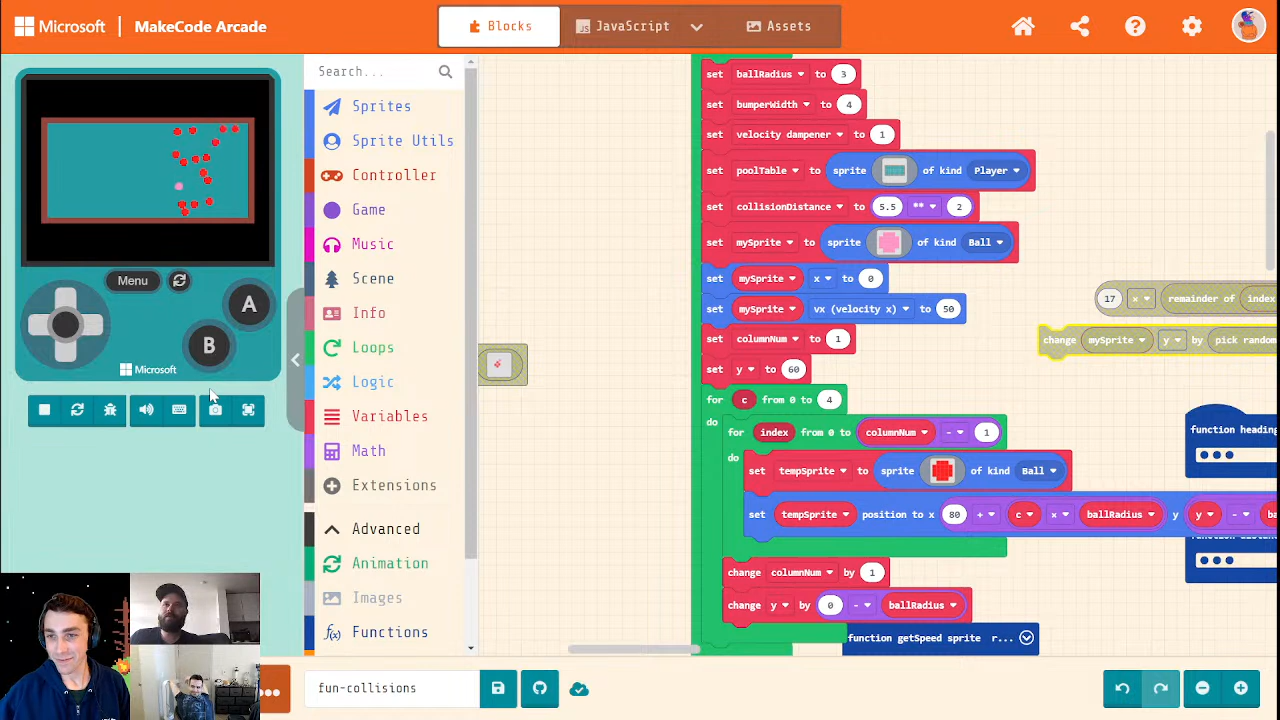 Microsoft MakeCode Arcade Blocks JavaScript Assets
Menu
A
B
Microsoft
Search...
Sprites
Sprite Utils
Controller
Game
Music
Scene
Info
Loops
Logic
Variables
Math
Extensions
Advanced
Animation
Images
Functions
set ballRadius to 3
set bumperWidth to 4
set velocity dampener to 1
set poolTable to sprite of kind Player
set collisionDistance to 5.5 ** 2
set mySprite to sprite of kind Ball
set mySprite x to 0
set mySprite vx (velocity x) to 50
set columnNum to 1
set y to 60
for c from 0 to 4
do for index from 0 to columnNum - 1
do set tempSprite to sprite of kind Ball
set tempSprite position to x 80 + c x ballRadius y y - ba
change columnNum by 1
change y by 0 - ballRadius
function getSpeed sprite r...
17 x remainder of index
change mySprite y by pick random
function heading
function distan
fun-collisions